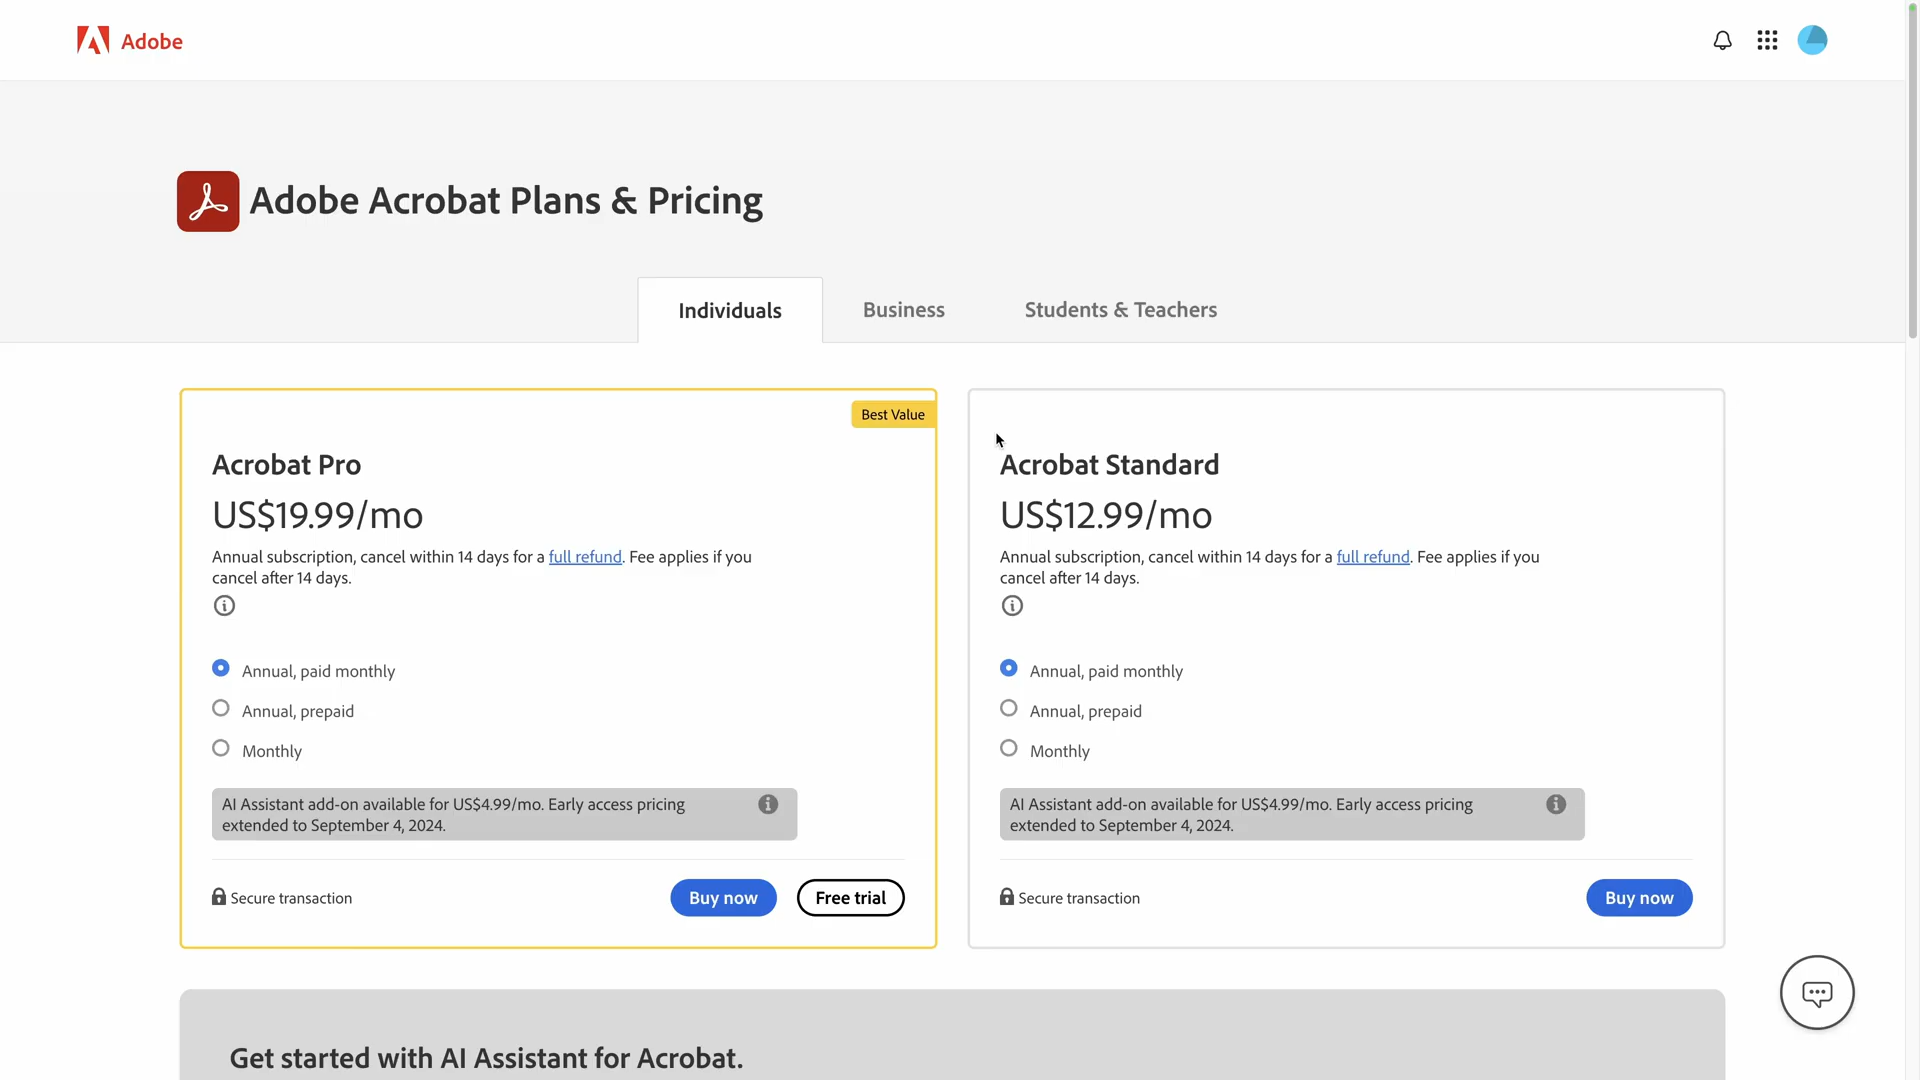 Adobe
Adobe Acrobat Plans & Pricing
Individuals
Business
Students & Teachers
Best Value
Acrobat Pro
US$19.99/mo
Annual subscription, cancel within 14 days for a full refund. Fee applies if you
cancel after 14 days.
Annual, paid monthly
Annual, prepaid
Monthly
AI Assistant add-on available for US$4.99/mo. Early access pricing
extended to September 4, 2024.
Secure transaction
Buy now
Free trial
Acrobat Standard
US$12.99/mo
Annual subscription, cancel within 14 days for a full refund. Fee applies if you
cancel after 14 days.
Annual, paid monthly
Annual, prepaid
Monthly
AI Assistant add-on available for US$4.99/mo. Early access pricing
extended to September 4, 2024.
Secure transaction
Buy now
Get started with AI Assistant for Acrobat.